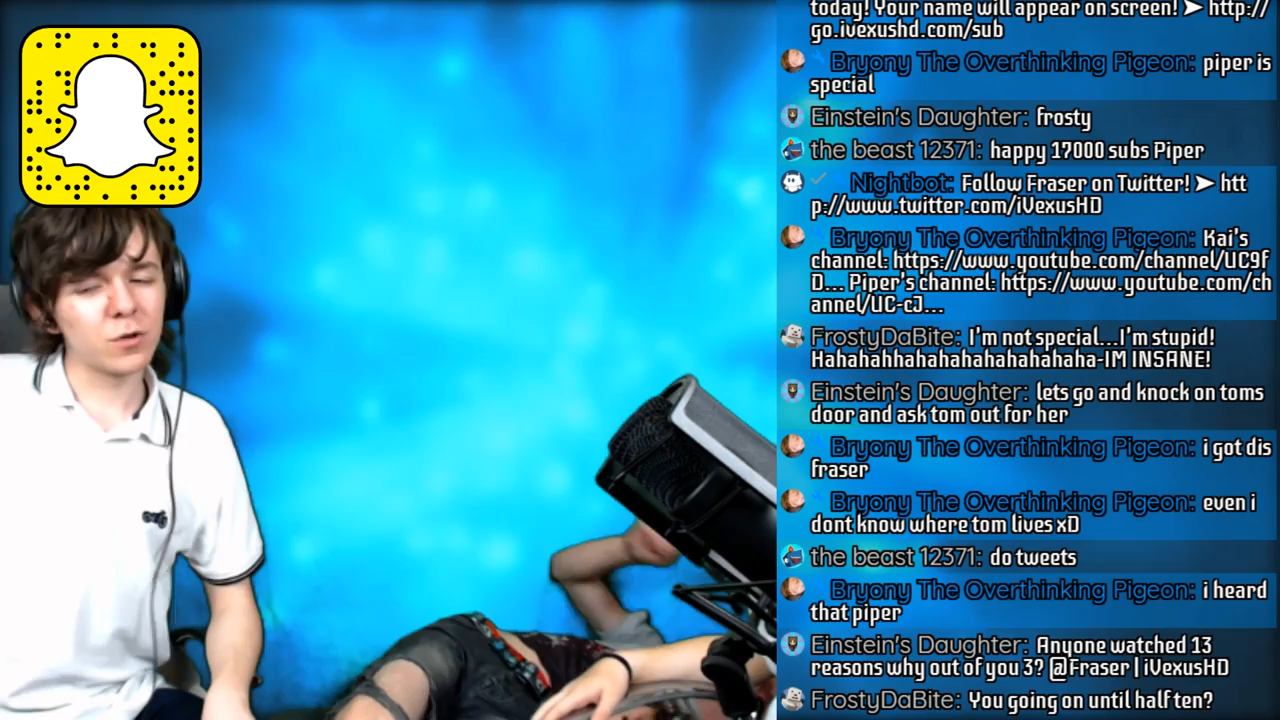 today! Your name will appear on screen! ➤ http://
go.ivexushd.com/sub
Bryony The Overthinking Pigeon: piper is
special
Einstein's Daughter: frosty
the beast 12371: happy 17000 subs Piper
Nightbot: Follow Fraser on Twitter! ➤ htt
p://www.twitter.com/iVexusHD
Bryony The Overthinking Pigeon: Kai's
channel: https://www.youtube.com/channel/UC9f
D... Piper's channel: https://www.youtube.com/ch
annel/UC-cJ...
FrostyDaBite: I'm not special...I'm stupid!
Hahahahhahahahahahahaha-IM INSANE!
Einstein's Daughter: lets go and knock on toms
door and ask tom out for her
Bryony The Overthinking Pigeon: i got dis
fraser
Bryony The Overthinking Pigeon: even i
dont know where tom lives xD
the beast 12371: do tweets
Bryony The Overthinking Pigeon: i heard
that piper
Einstein's Daughter: Anyone watched 13
reasons why out of you 3? @Fraser | iVexusHD
FrostyDaBite: You going on until half ten?